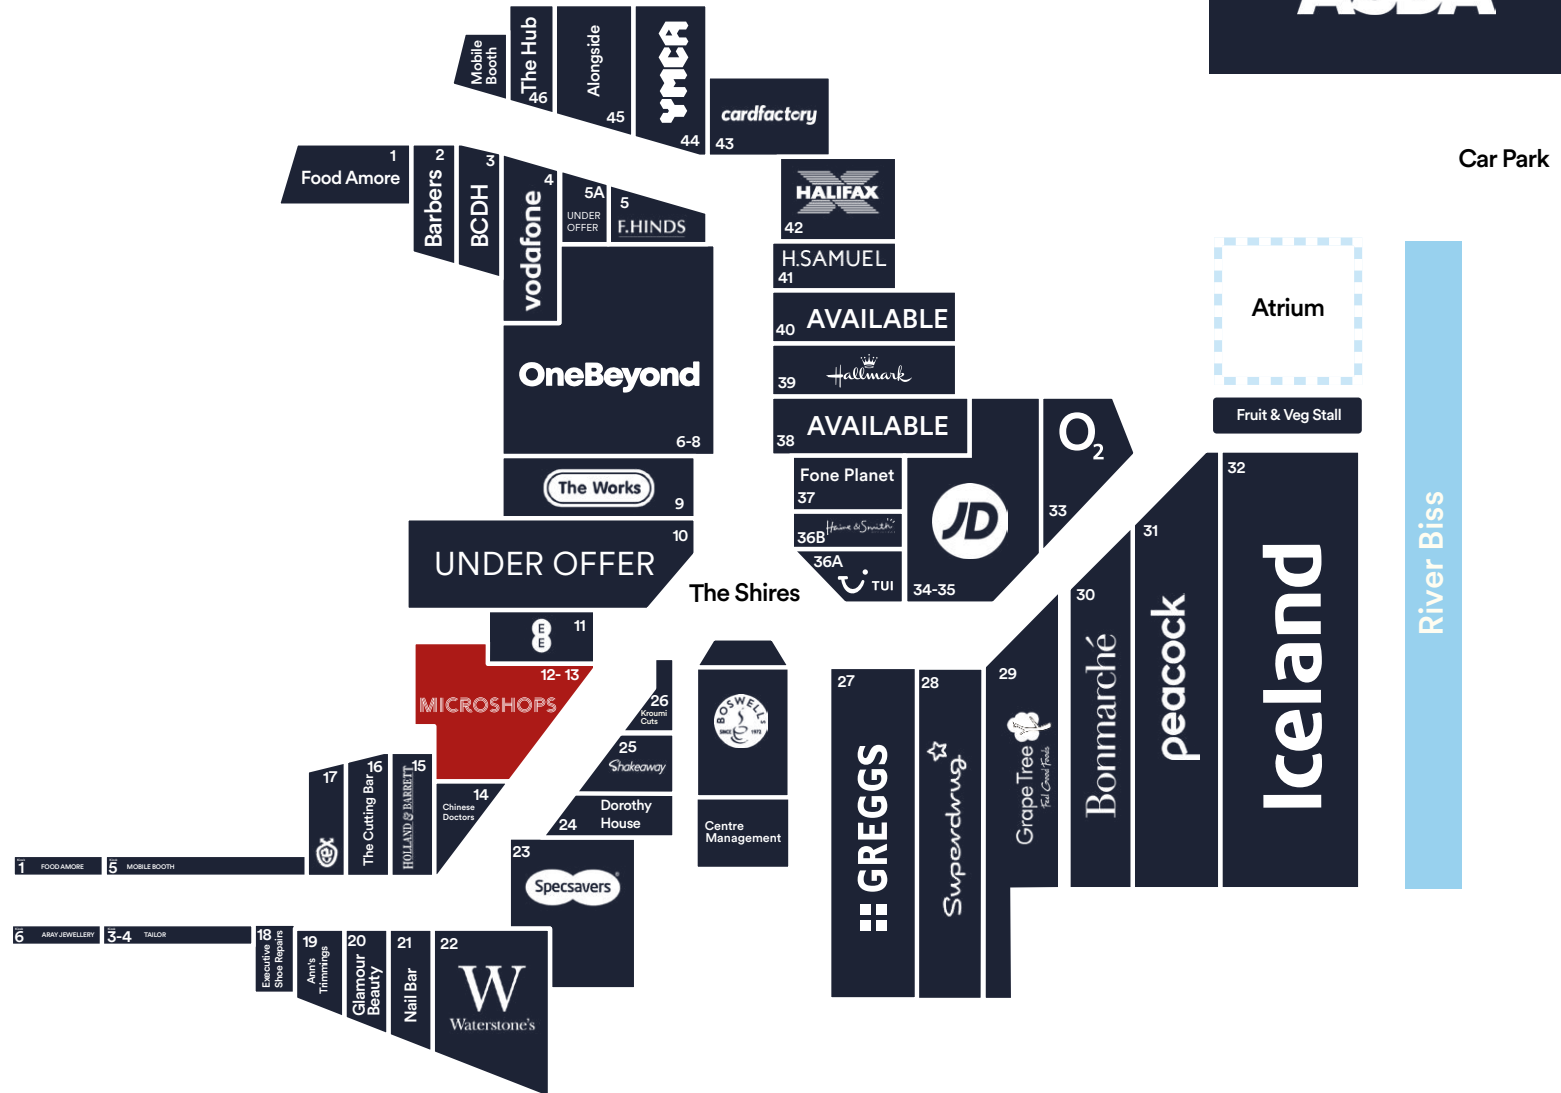 ASDA
Mobile
Booth
The Hub
46
Alongside
45
YMCA
44
cardfactory
43
Car Park
1
Food Amore
2
Barbers
3
BCDH
4
vodafone
5A
UNDER
OFFER
5
F.HINDS
HALIFAX
42
H.SAMUEL
41
40 AVAILABLE
39 Hallmark
38 AVAILABLE
Atrium
Fruit & Veg Stall
River Biss
OneBeyond
6-8
The Works
9
10
UNDER OFFER
Fone Planet
37
36B Haine & Smith
36A
TUI
JD
34-35
O2
33
The Shires
EE
11
12- 13
MICROSHOPS
26
Kroumi
Cuts
25
Shakeaway
24
Dorothy
House
BOSWELLS
SINCE 1972
Centre
Management
27
GREGGS
28
Superdrug
29
Grape Tree
Feel Good Foods
30
Bonmarché
31
peacock
32
Iceland
17
16
The Cutting Bar
15
HOLLAND & BARRETT
14
Chinese
Doctors
1 FOOD AMORE
5 MOBILE BOOTH
6 ARAY JEWELLERY
3-4 TAILOR
18
Executive
Shoe Repairs
19
Ann's
Trimmings
20
Glamour
Beauty
21
Nail Bar
22
W
Waterstone's
23
Specsavers